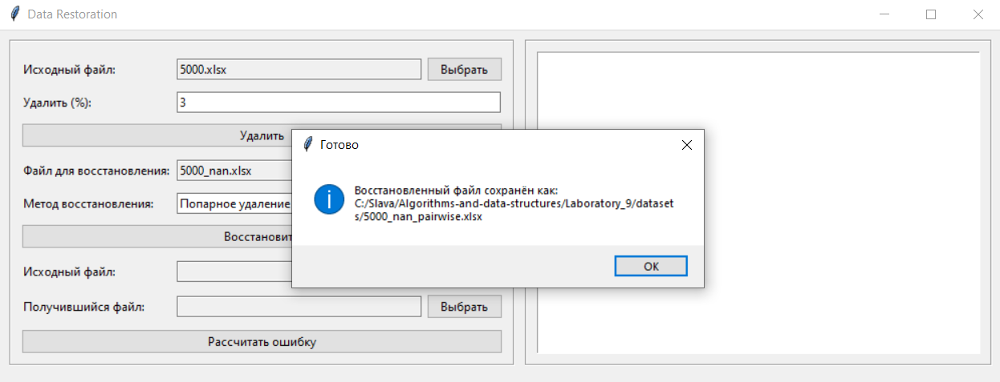 Data Restoration
Исходный файл:
5000.xlsx
Выбрать
Удалить (%):
3
Удалить
Файл для восстановления:
5000_nan.xlsx
Метод восстановления:
Попарное удаление
Восстановит
Исходный файл:
Получившийся файл:
Выбрать
Рассчитать ошибку
Готово
Восстановленный файл сохранён как:
C:/Slava/Algorithms-and-data-structures/Laboratory_9/dataset
s/5000_nan_pairwise.xlsx
OK